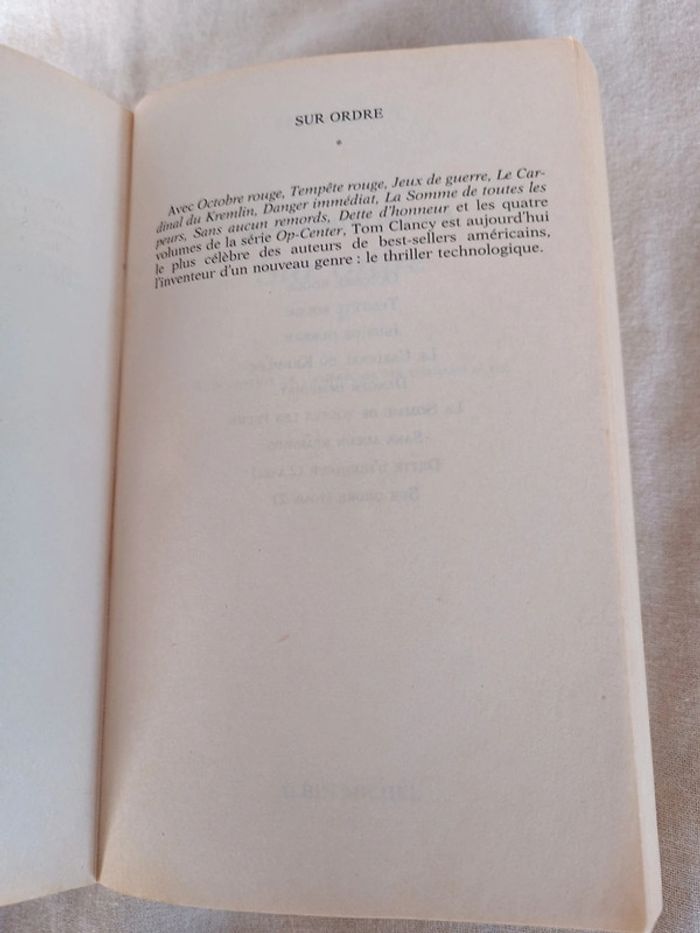 SUR ORDRE
*
Avec Octobre rouge, Tempête rouge, Jeux de guerre, Le Car-
dinal du Kremlin, Danger immédiat, La Somme de toutes les
peurs, Sans aucun remords, Dette d'honneur et les quatre
volumes de la série Op-Center, Tom Clancy est aujourd'hui
le plus célèbre des auteurs de best-sellers américains,
l'inventeur d'un nouveau genre : le thriller technologique.